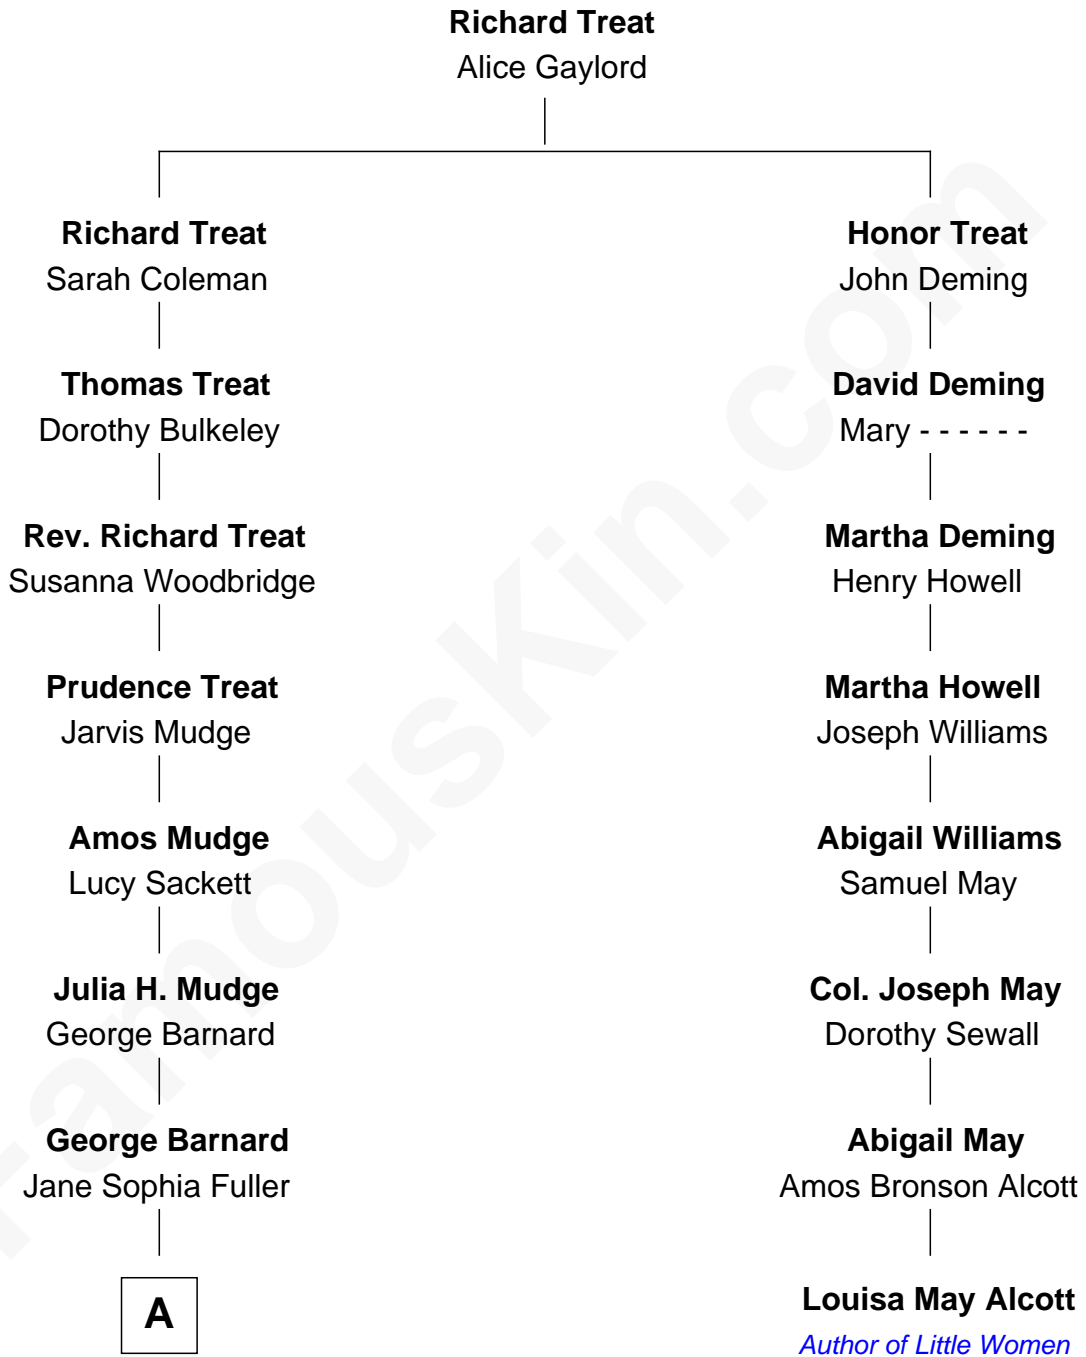 Richard Treat
Alice Gaylord
Richard Treat
Sarah Coleman
Thomas Treat
Dorothy Bulkeley
Rev. Richard Treat
Susanna Woodbridge
Prudence Treat
Jarvis Mudge
Amos Mudge
Lucy Sackett
Julia H. Mudge
George Barnard
George Barnard
Jane Sophia Fuller
A
Honor Treat
John Deming
David Deming
Mary - - - - - -
Martha Deming
Henry Howell
Martha Howell
Joseph Williams
Abigail Williams
Samuel May
Col. Joseph May
Dorothy Sewall
Abigail May
Amos Bronson Alcott
Louisa May Alcott
Author of Little Women
FamousKin.com